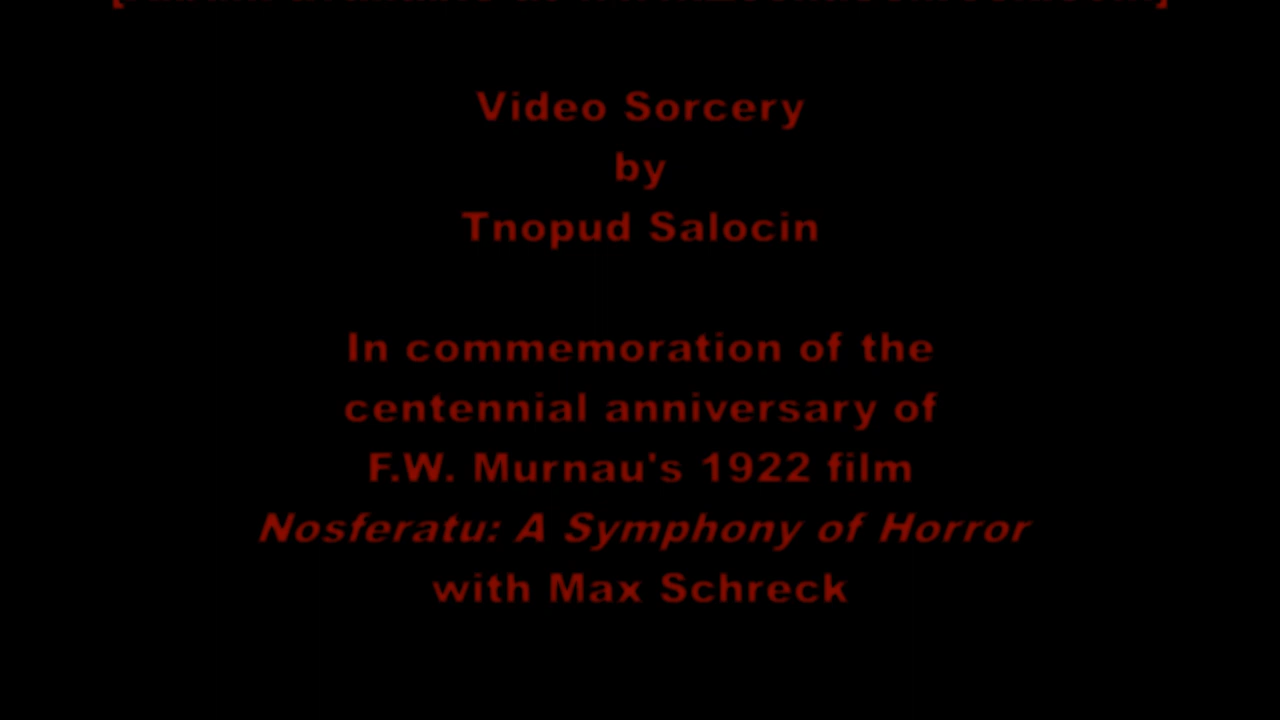 Video Sorcery
by
Tnopud Salocin
In commemoration of the
centennial anniversary of
F.W. Murnau's 1922 film
Nosferatu: A Symphony of Horror
with Max Schreck